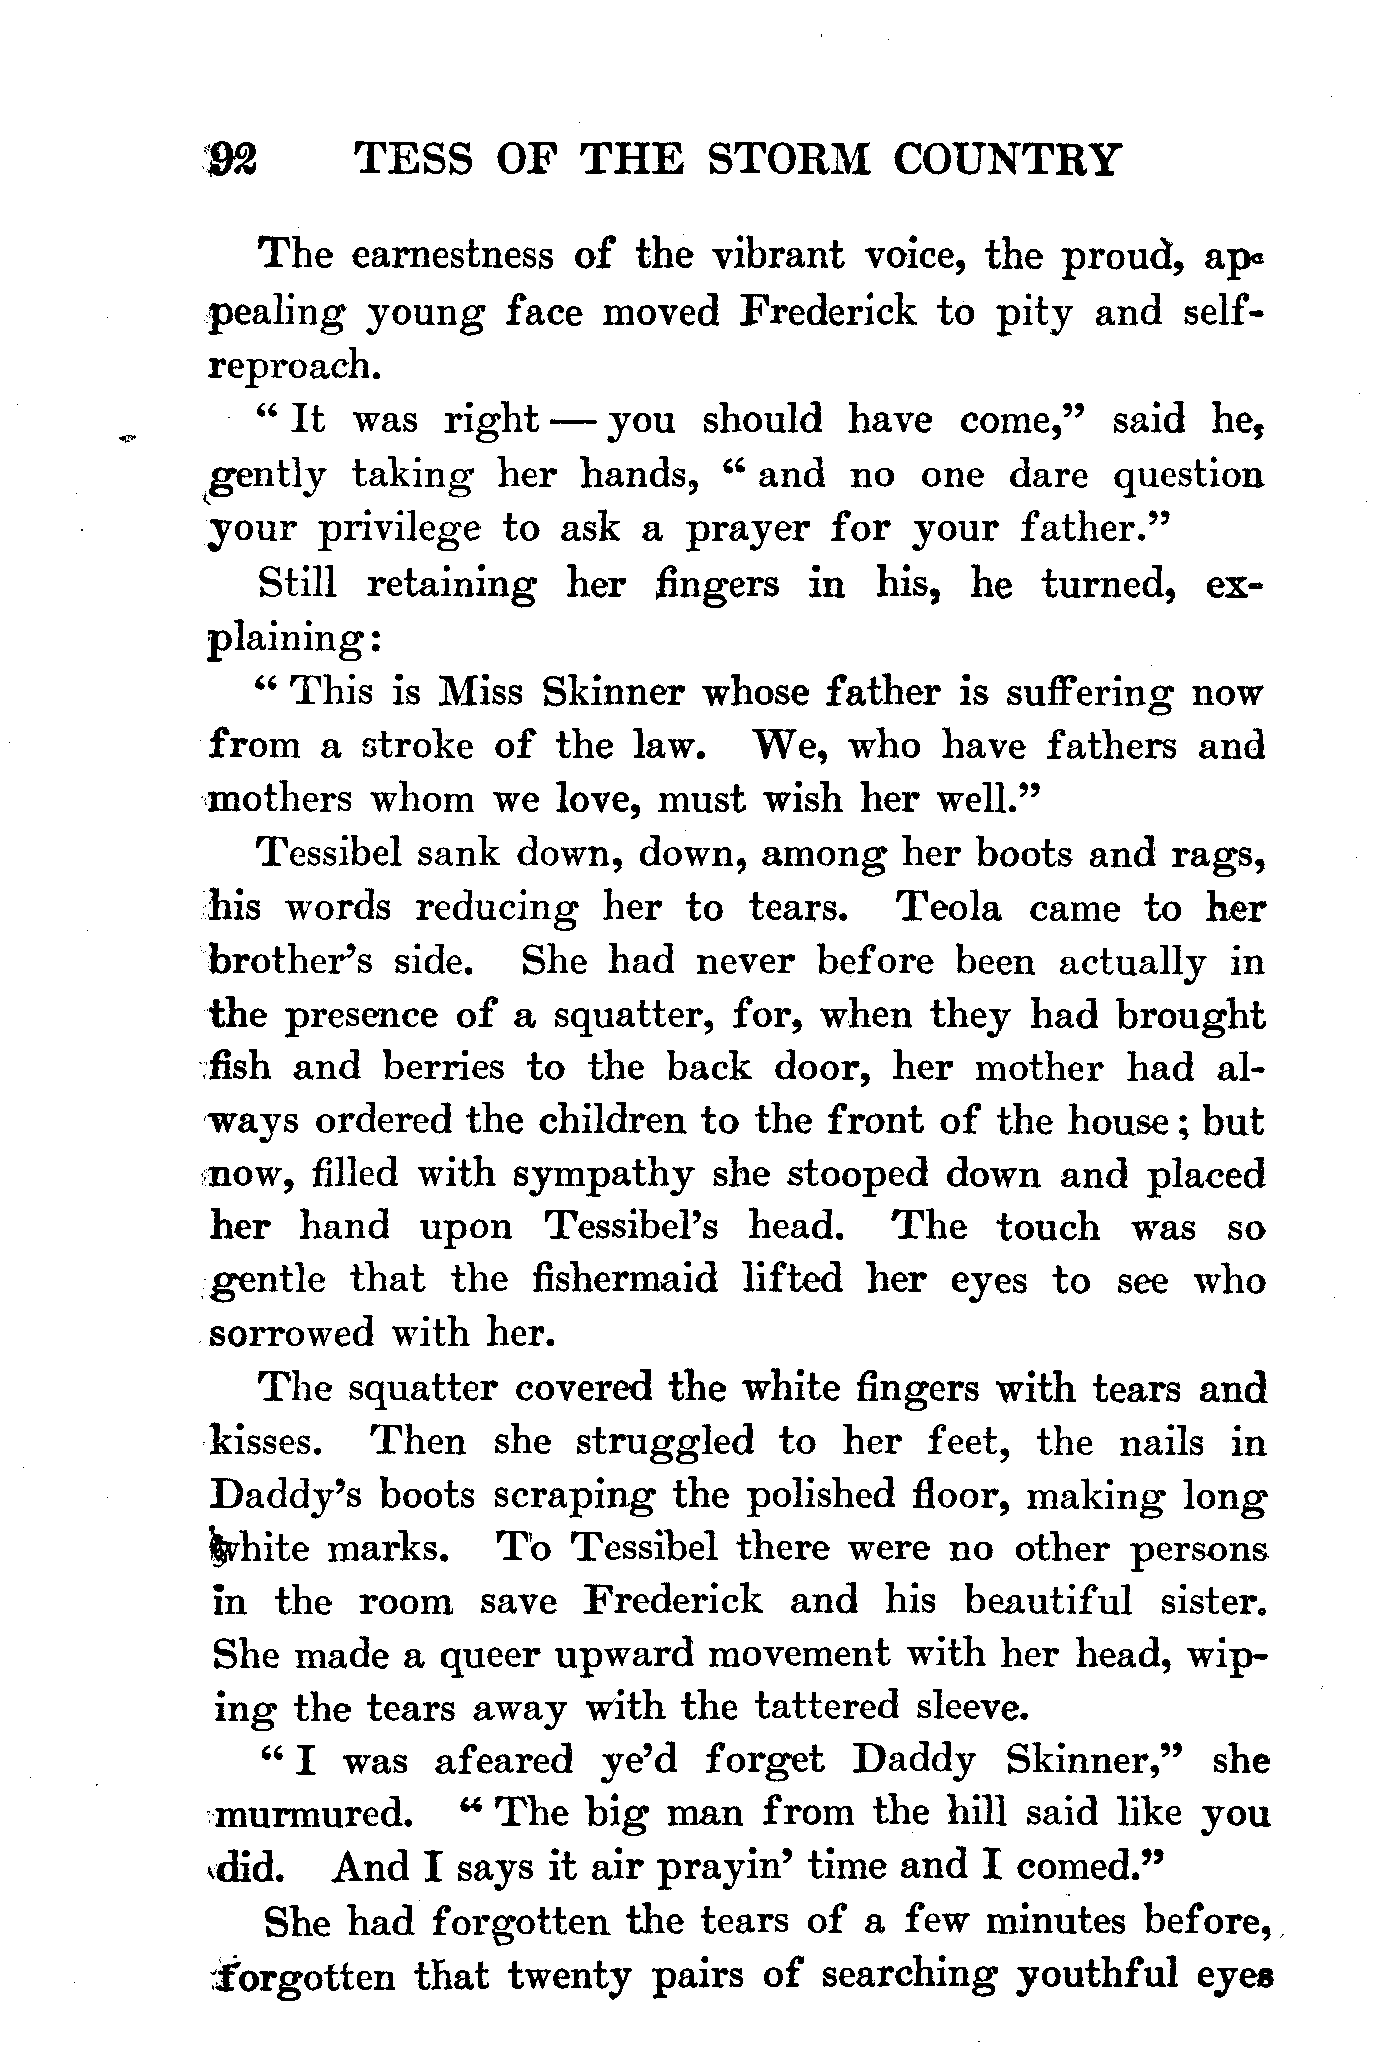 92 TESS OF THE STORM COUNTRY
The earnestness of the vibrant voice, the proud, ap-
pealing young face moved Frederick to pity and self-
reproach.
" It was right — you should have come," said he,
gently taking her hands, " and no one dare question
your privilege to ask a prayer for your father."
Still retaining her fingers in his, he turned, ex-
plaining:
" This is Miss Skinner whose father is suffering now
from a stroke of the law. We, who have fathers and
mothers whom we love, must wish her well."
Tessibel sank down, down, among her boots and rags,
his words reducing her to tears. Teola came to her
brother's side. She had never before been actually in
the presence of a squatter, for, when they had brought
fish and berries to the back door, her mother had al-
ways ordered the children to the front of the house; but
now, filled with sympathy she stooped down and placed
her hand upon Tessibel's head. The touch was so
gentle that the fishermaid lifted her eyes to see who
sorrowed with her.
The squatter covered the white fingers with tears and
kisses. Then she struggled to her feet, the nails in
Daddy's boots scraping the polished floor, making long
white marks. To Tessibel there were no other persons
in the room save Frederick and his beautiful sister.
She made a queer upward movement with her head, wip-
ing the tears away with the tattered sleeve.
" I was afeared ye'd forget Daddy Skinner," she
murmured. " The big man from the hill said like you
did. And I says it air prayin' time and I comed."
She had forgotten the tears of a few minutes before,
forgotten that twenty pairs of searching youthful eyes